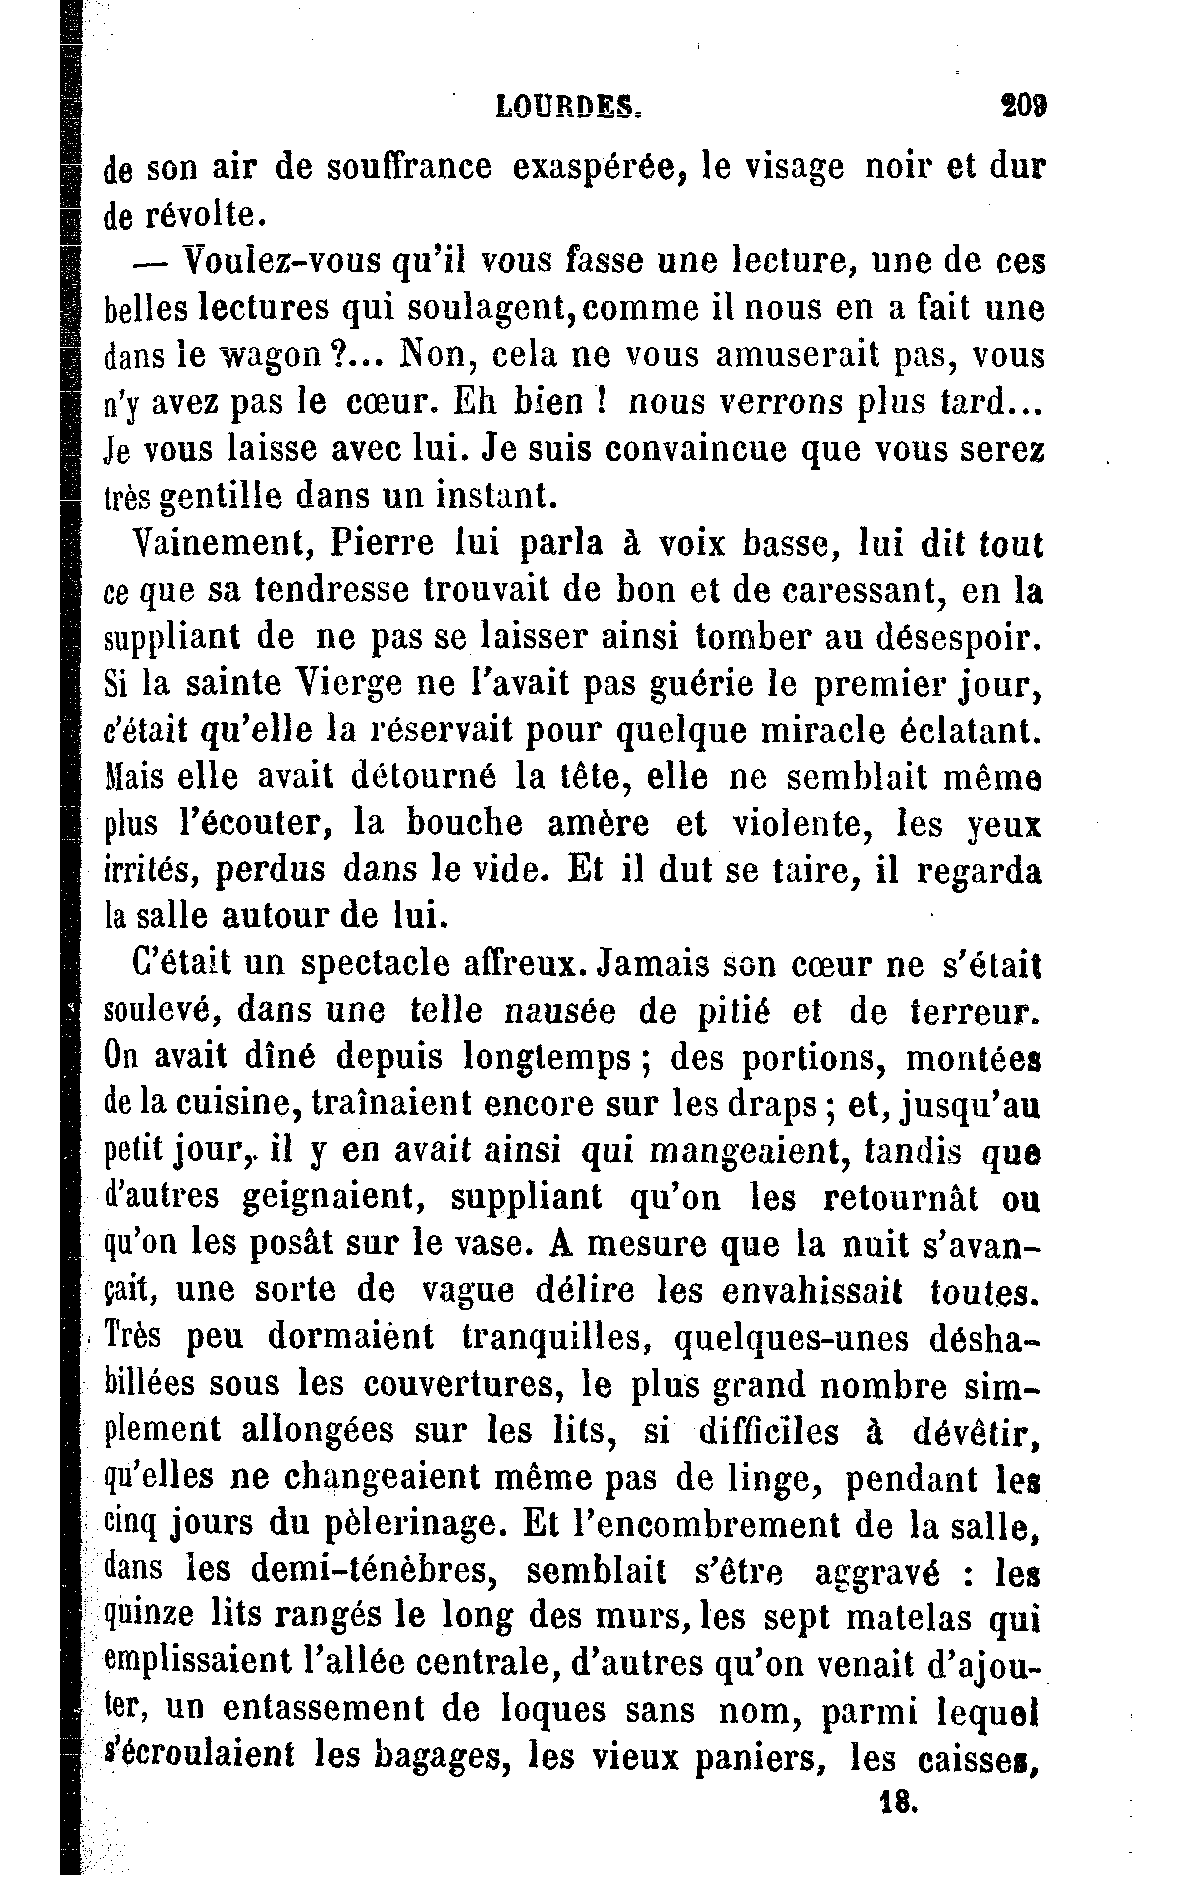 LOURDES. 209
de son air de souffrance exaspérée, le visage noir et dur
de révolte.
— Voulez-vous qu'il vous fasse une lecture, une de ces
belles lectures qui soulagent, comme il nous en a fait une
dans le wagon ?... Non, cela ne vous amuserait pas, vous
n'y avez pas le cœur. Eh bien ! nous verrons plus tard...
Je vous laisse avec lui. Je suis convaincue que vous serez
très gentille dans un instant.
Vainement, Pierre lui parla à voix basse, lui dit tout
ce que sa tendresse trouvait de bon et de caressant, en la
suppliant de ne pas se laisser ainsi tomber au désespoir.
Si la sainte Vierge ne l'avait pas guérie le premier jour,
c'était qu'elle la réservait pour quelque miracle éclatant.
Mais elle avait détourné la tête, elle ne semblait même
plus l'écouter, la bouche amère et violente, les yeux
irrités, perdus dans le vide. Et il dut se taire, il regarda
la salle autour de lui.
C'était un spectacle affreux. Jamais son cœur ne s'était
soulevé, dans une telle nausée de pitié et de terreur.
On avait dîné depuis longtemps ; des portions, montées
de la cuisine, traînaient encore sur les draps ; et, jusqu'au
petit jour, il y en avait ainsi qui mangeaient, tandis que
d'autres geignaient, suppliant qu'on les retournât ou
qu'on les posât sur le vase. A mesure que la nuit s'avan-
çait, une sorte de vague délire les envahissait toutes.
Très peu dormaient tranquilles, quelques-unes désha-
billées sous les couvertures, le plus grand nombre sim-
plement allongées sur les lits, si difficiles à dévêtir,
qu'elles ne changeaient même pas de linge, pendant les
cinq jours du pèlerinage. Et l'encombrement de la salle,
dans les demi-ténèbres, semblait s'être aggravé : les
quinze lits rangés le long des murs, les sept matelas qui
emplissaient l'allée centrale, d'autres qu'on venait d'ajou-
ter, un entassement de loques sans nom, parmi lequel
s'écroulaient les bagages, les vieux paniers, les caisses,
18.